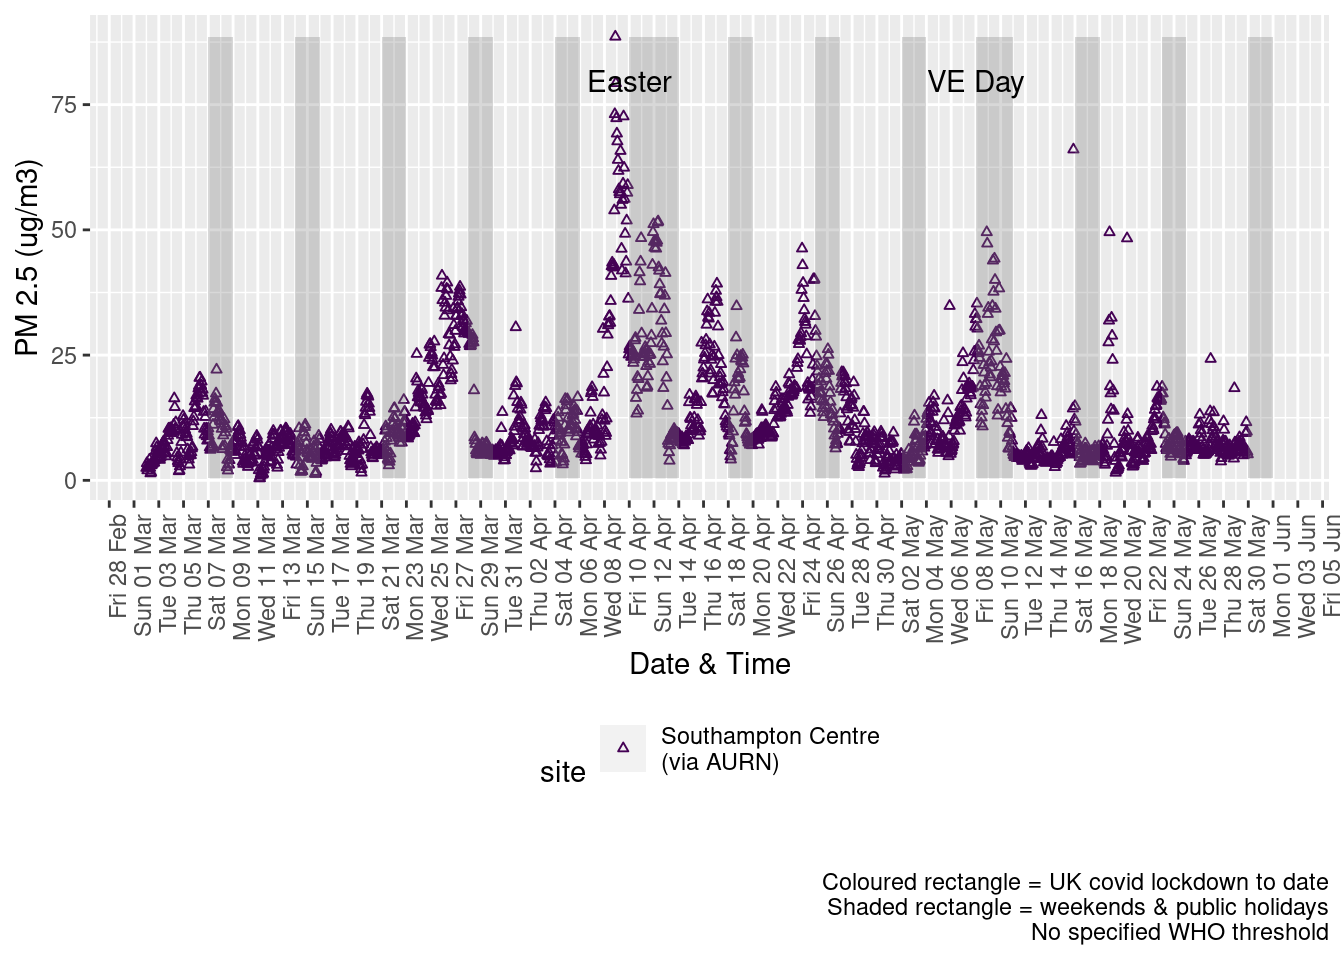 Easter
VE Day
PM 2.5 (ug/m3)
75
50
25
0
Fri 28 Feb
Sun 01 Mar
Tue 03 Mar
Thu 05 Mar
Sat 07 Mar
Mon 09 Mar
Wed 11 Mar
Fri 13 Mar
Sun 15 Mar
Tue 17 Mar
Thu 19 Mar
Sat 21 Mar
Mon 23 Mar
Wed 25 Mar
Fri 27 Mar
Sun 29 Mar
Tue 31 Mar
Thu 02 Apr
Sat 04 Apr
Mon 06 Apr
Wed 08 Apr
Fri 10 Apr
Sun 12 Apr
Tue 14 Apr
Thu 16 Apr
Sat 18 Apr
Mon 20 Apr
Wed 22 Apr
Fri 24 Apr
Sun 26 Apr
Tue 28 Apr
Thu 30 Apr
Sat 02 May
Mon 04 May
Wed 06 May
Fri 08 May
Sun 10 May
Tue 12 May
Thu 14 May
Sat 16 May
Mon 18 May
Wed 20 May
Fri 22 May
Sun 24 May
Tue 26 May
Thu 28 May
Sat 30 May
Mon 01 Jun
Wed 03 Jun
Fri 05 Jun
Date & Time
site
Southampton Centre
(via AURN)
Coloured rectangle = UK covid lockdown to date
Shaded rectangle = weekends & public holidays
No specified WHO threshold